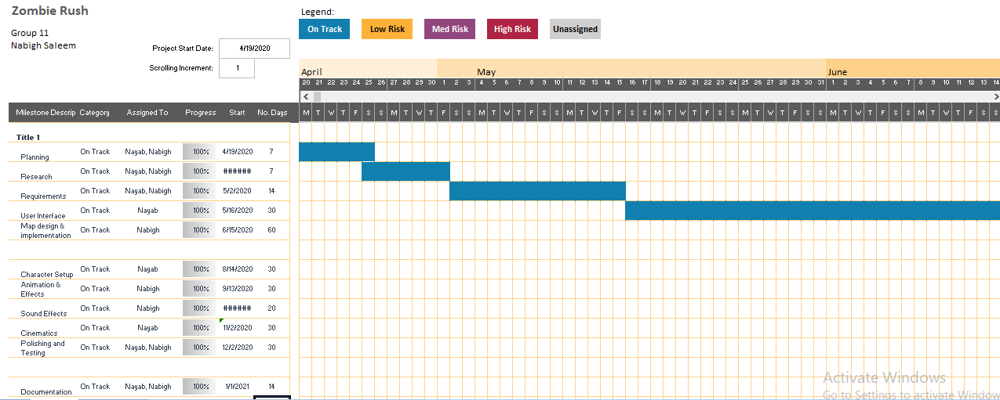 Zombie Rush
Legend:
Group 11
Nabigh Saleem
On Track Low Risk Med Risk High Risk Unassigned
Project Start Date: 4/19/2020
Scrolling Increment: 1
April May June
20 21 22 23 24 25 26 27 28 29 30 1 2 3 4 5 6 7 8 9 10 11 12 13 14 15 16 17 18 19 20 21 22 23 24 25 26 27 28 29 30 31 1 2 3 4 5 6 7 8 9 10 11 12 13 14
Milestone Descrip Category Assigned To Progress Start No. Days M T W T F S S M T W T F S S M T W T F S S M T W T F S S M T W T F S S M T W T F S S M T W T F S S M T W T F S S
Title 1
Planning On Track Nayab, Nabigh 100% 4/19/2020 7
Research On Track Nayab, Nabigh 100% ###### 7
Requirements On Track Nayab, Nabigh 100% 5/2/2020 14
User Interface On Track Nayab 100% 5/16/2020 30
Map design &
implementation On Track Nabigh 100% 6/15/2020 60
Character Setup On Track Nayab 100% 8/14/2020 30
Animation &
Effects On Track Nabigh 100% 9/13/2020 30
Sound Effects On Track Nabigh 100% ###### 20
Cinematics On Track Nayab 100% 11/2/2020 30
Polishing and
Testing On Track Nayab, Nabigh 100% 12/2/2020 30
Documentation On Track Nayab, Nabigh 100% 1/1/2021 14
Activate Windows
Go to Settings to activate Window